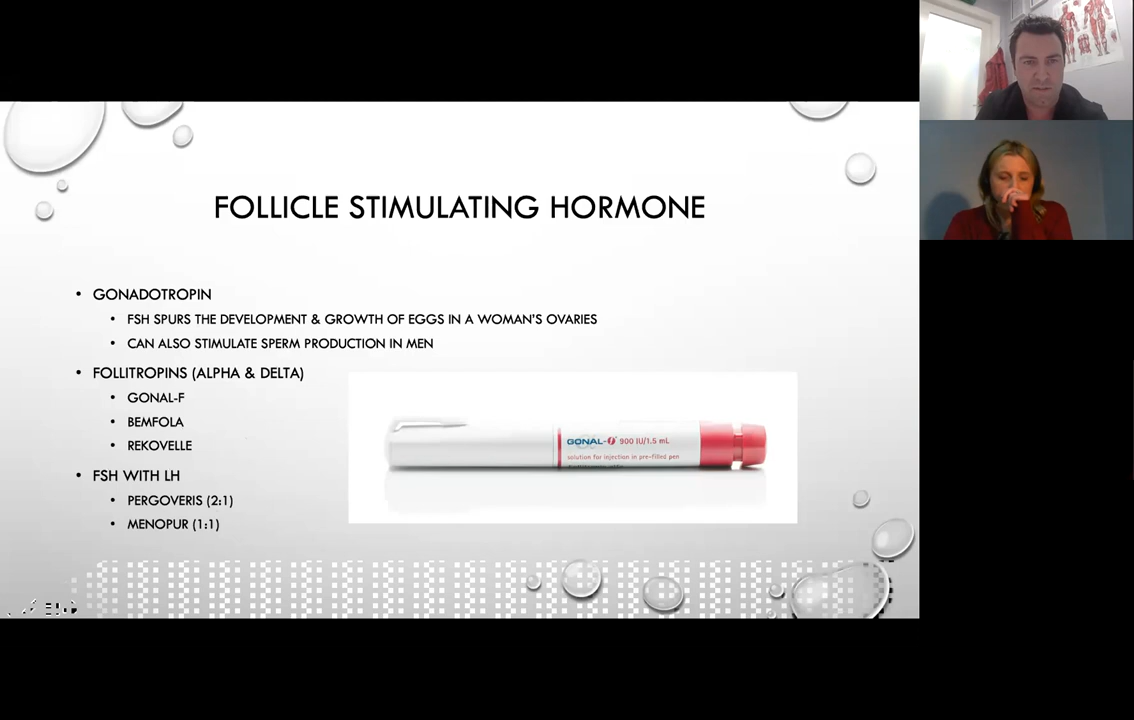 FOLLICLE STIMULATING HORMONE
• GONADOTROPIN
• FSH SPURS THE DEVELOPMENT & GROWTH OF EGGS IN A WOMAN'S OVARIES
• CAN ALSO STIMULATE SPERM PRODUCTION IN MEN
• FOLLITROPINS (ALPHA & DELTA)
• GONAL-F
• BEMFOLA
• REKOVELLE
• FSH WITH LH
• PERGOVERIS (2:1)
• MENOPUR (1:1)
GONAL-f 900 IU/1.5 mL
solution for injection in pre-filled pen